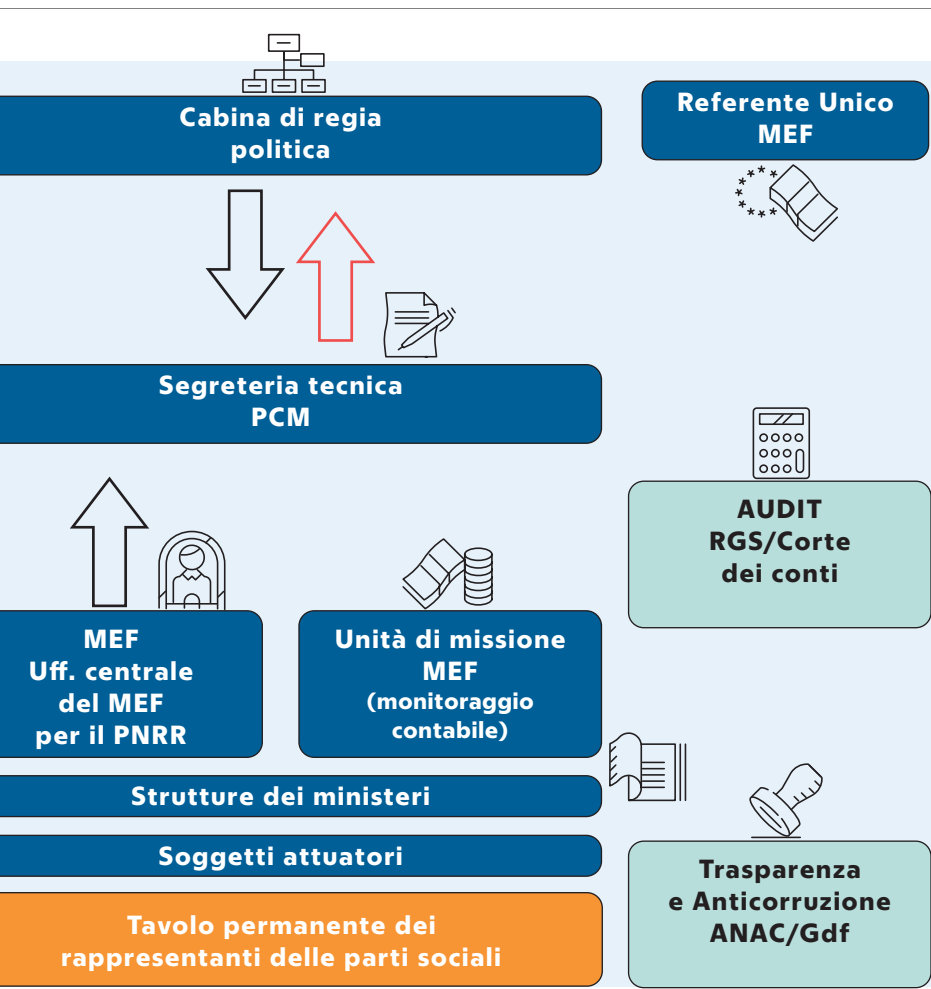 Cabina di regia
politica
Referente Unico
MEF
Segreteria tecnica
PCM
AUDIT
RGS/Corte
dei conti
MEF
Uff. centrale
del MEF
per il PNRR
Unità di missione
MEF
(monitoraggio
contabile)
Strutture dei ministeri
Soggetti attuatori
Trasparenza
e Anticorruzione
ANAC/Gdf
Tavolo permanente dei
rappresentanti delle parti sociali